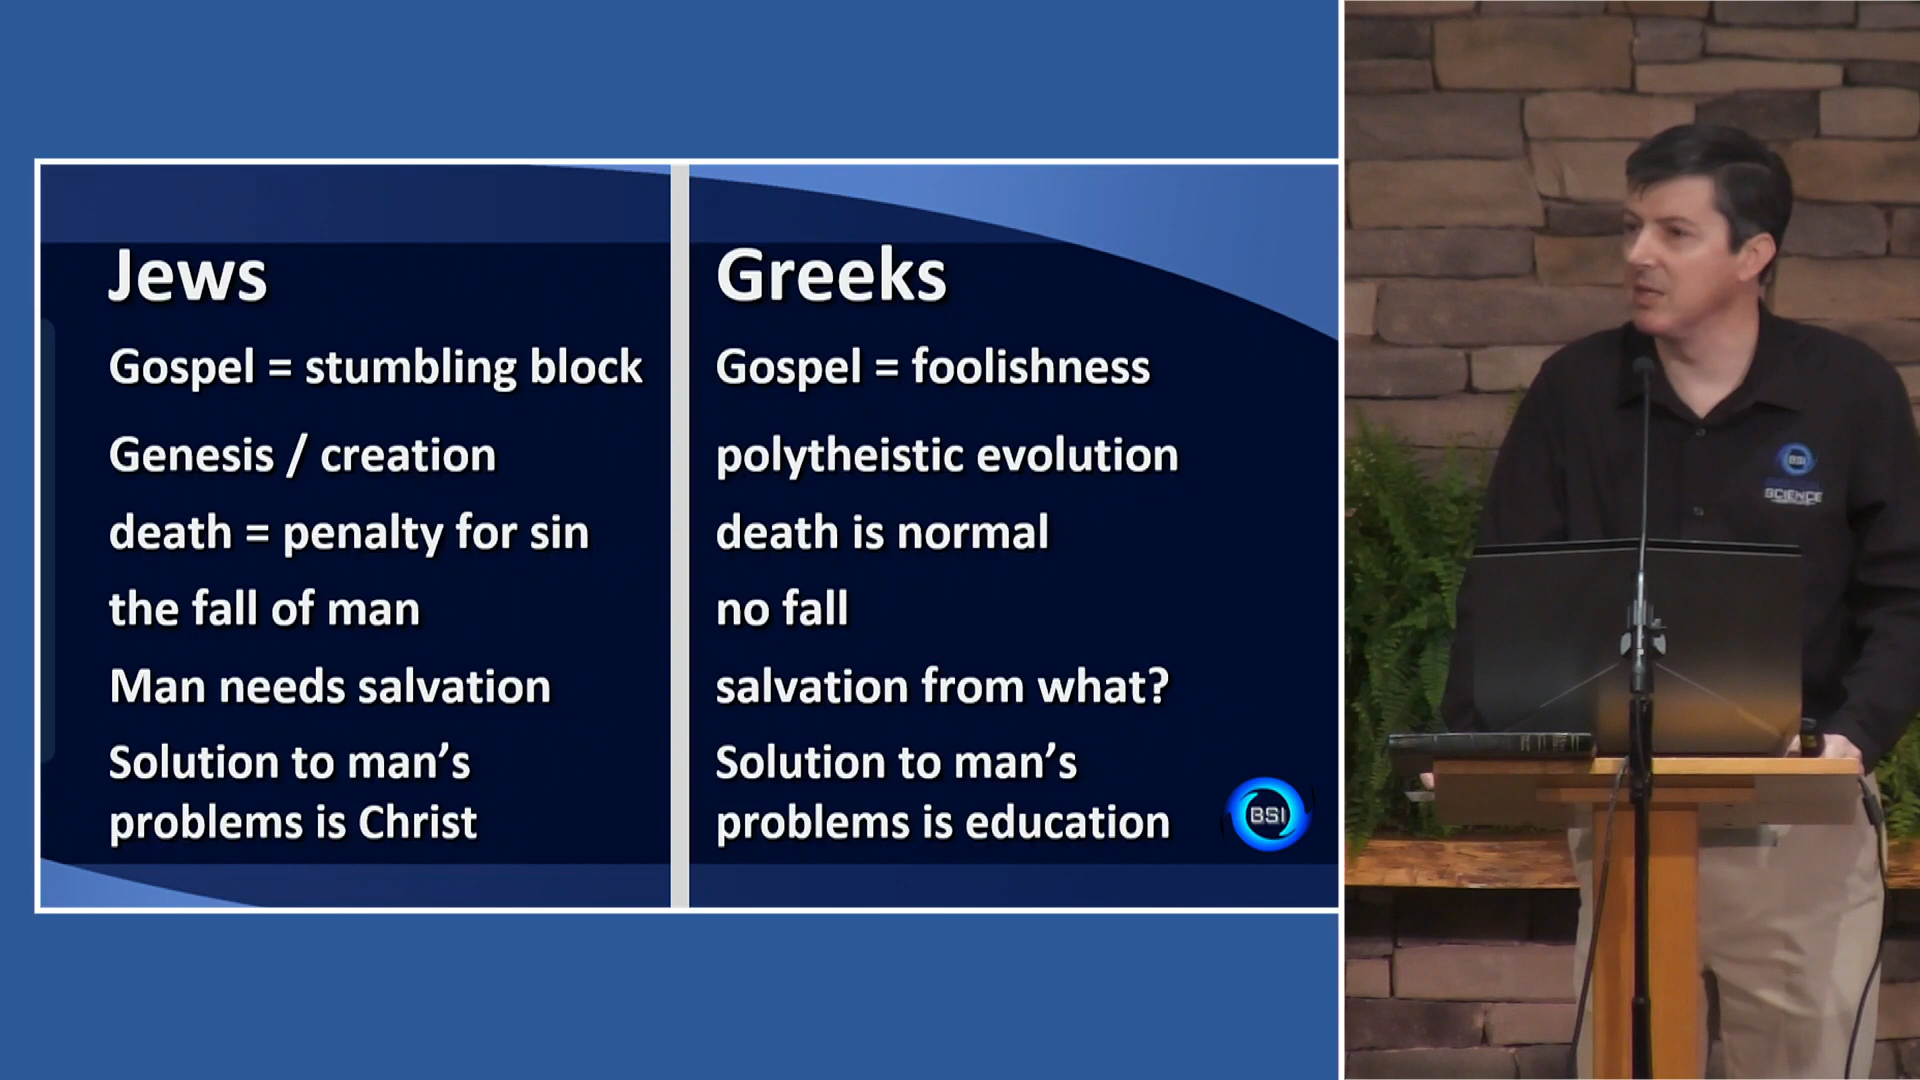 Jews
Gospel = stumbling block
Genesis / creation
death = penalty for sin
the fall of man
Man needs salvation
Solution to man's
problems is Christ
Greeks
Gospel = foolishness
polytheistic evolution
death is normal
no fall
salvation from what?
Solution to man's
problems is education
BSI
BSI
SCIENCE